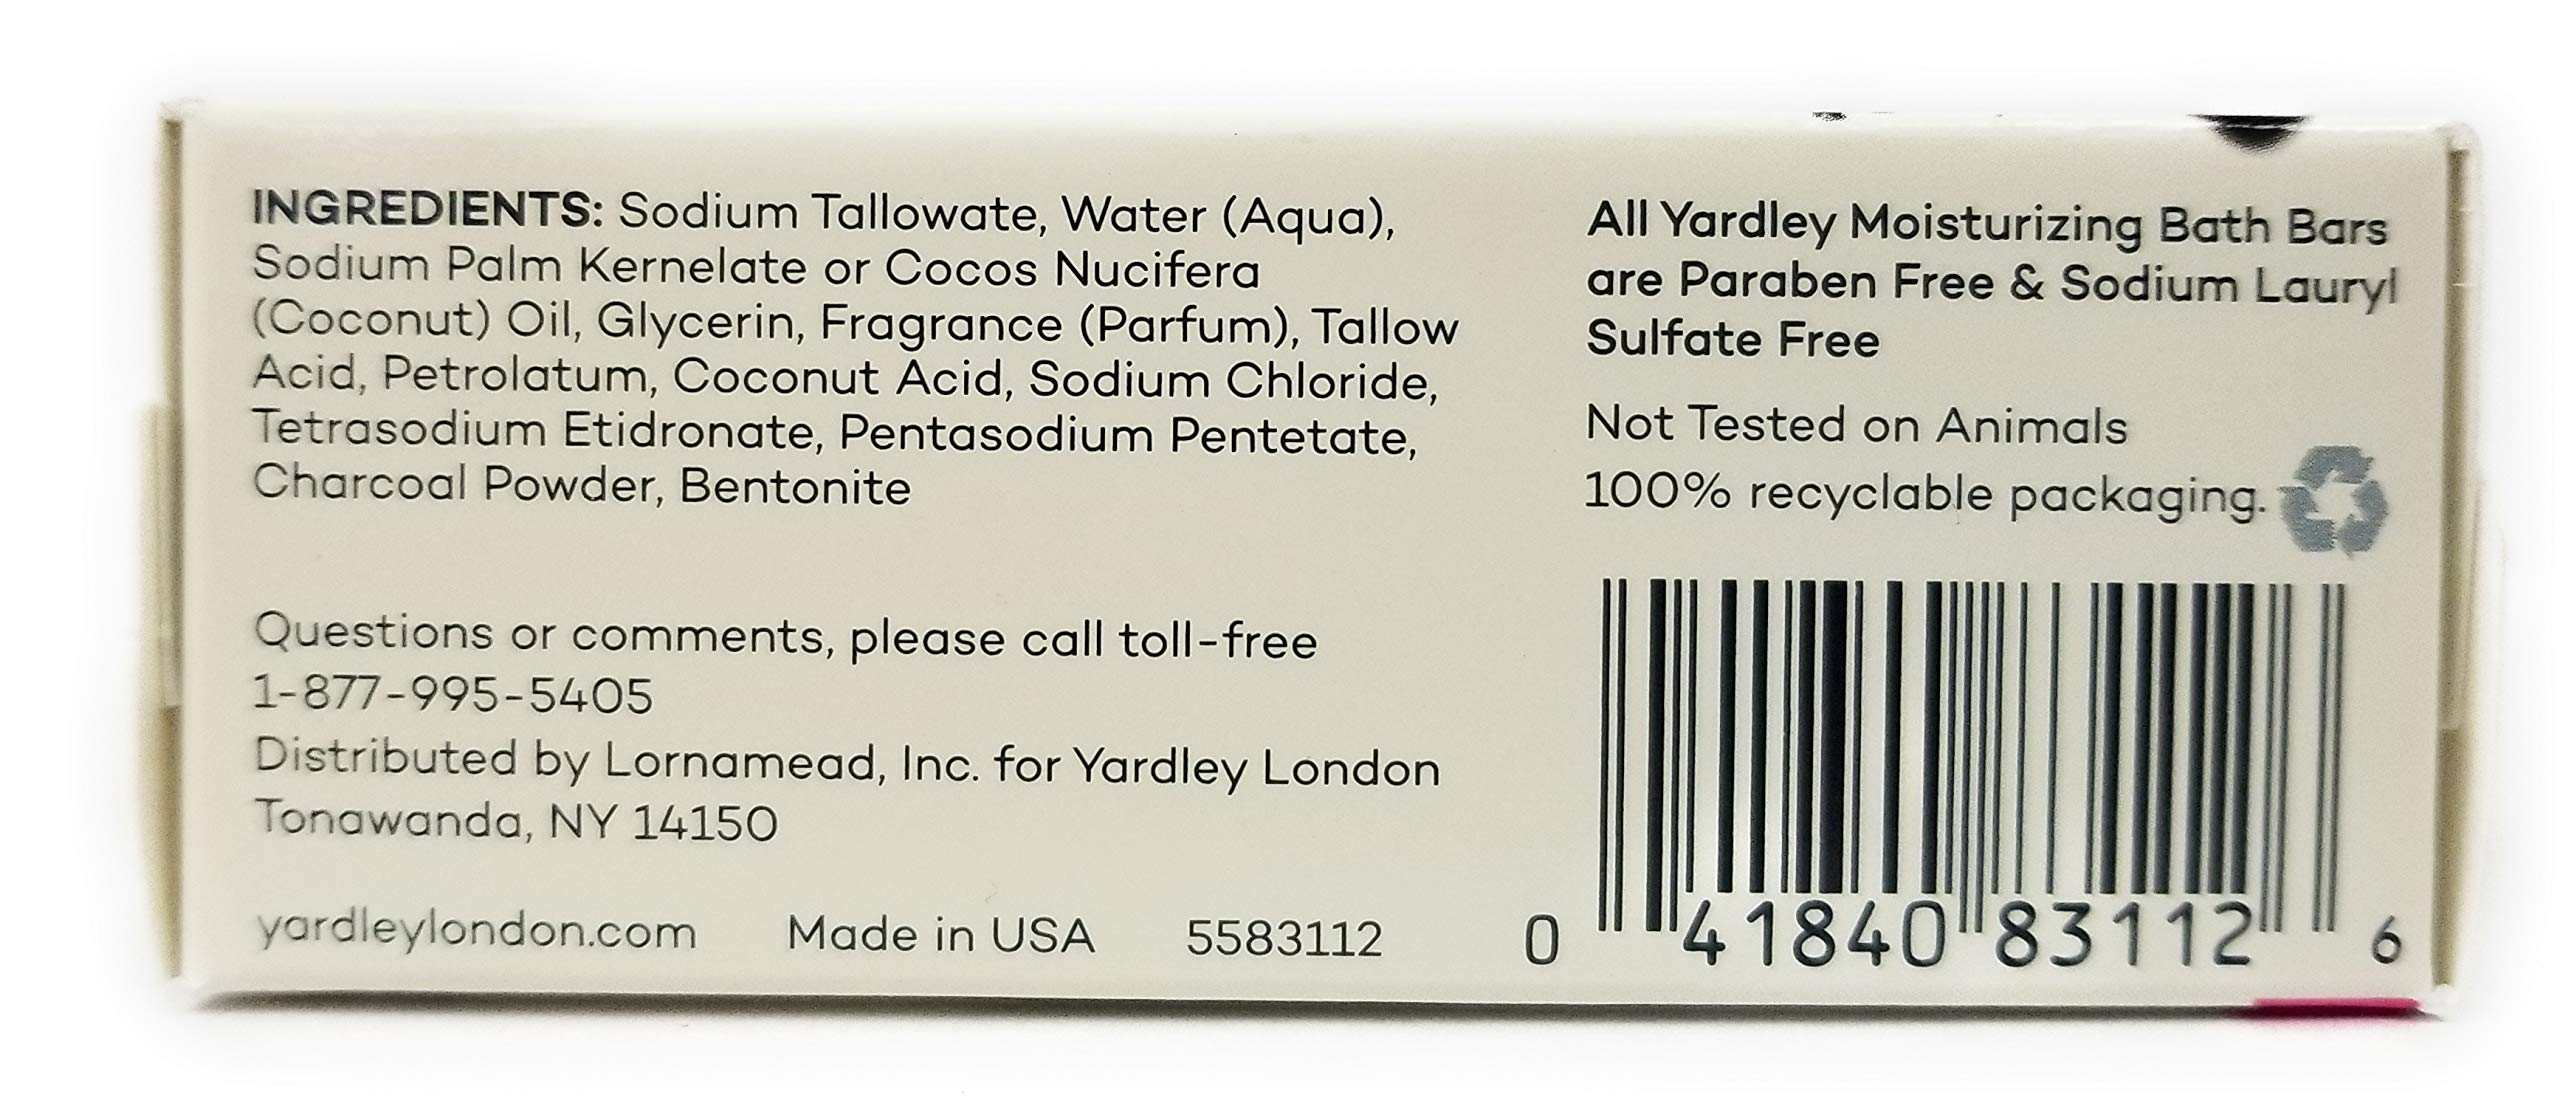 INGREDIENTS: Sodium Tallowate, Water (Aqua),
Sodium Palm Kernelate or Cocos Nucifera
(Coconut) Oil, Glycerin, Fragrance (Parfum), Tallow
Acid, Petrolatum, Coconut Acid, Sodium Chloride,
Tetrasodium Etidronate, Pentasodium Pentetate,
Charcoal Powder, Bentonite
Questions or comments, please call toll-free
1-877-995-5405
Distributed by Lornamead, Inc. for Yardley London
Tonawanda, NY 14150
yardleylondon.com Made in USA 5583112
All Yardley Moisturizing Bath Bars
are Paraben Free & Sodium Lauryl
Sulfate Free
Not Tested on Animals
100% recyclable packaging.
0 41840 83112 6